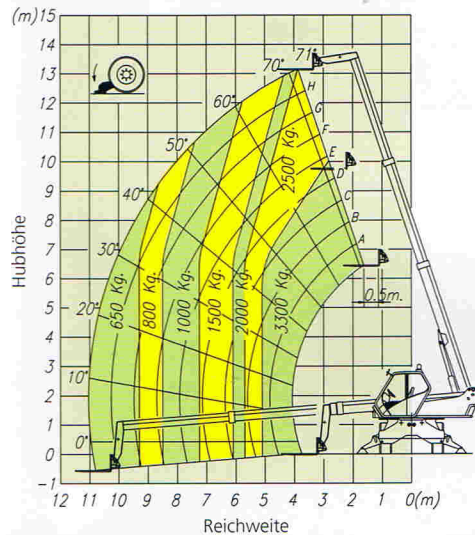 (m)
15
14
13
12
11
10
9
8
7
6
5
4
3
2
1
0
-1
Hubhöhe
71°
70°
60°
50°
40°
30°
20°
10°
0°
H
G
F
E
D
C
B
A
650 Kg.
800 Kg.
1000 Kg.
1500 Kg.
2000 Kg.
3300 Kg.
2500 Kg.
0.5m.
12 11 10 9 8 7 6 5 4 3 2 1 0(m)
Reichweite